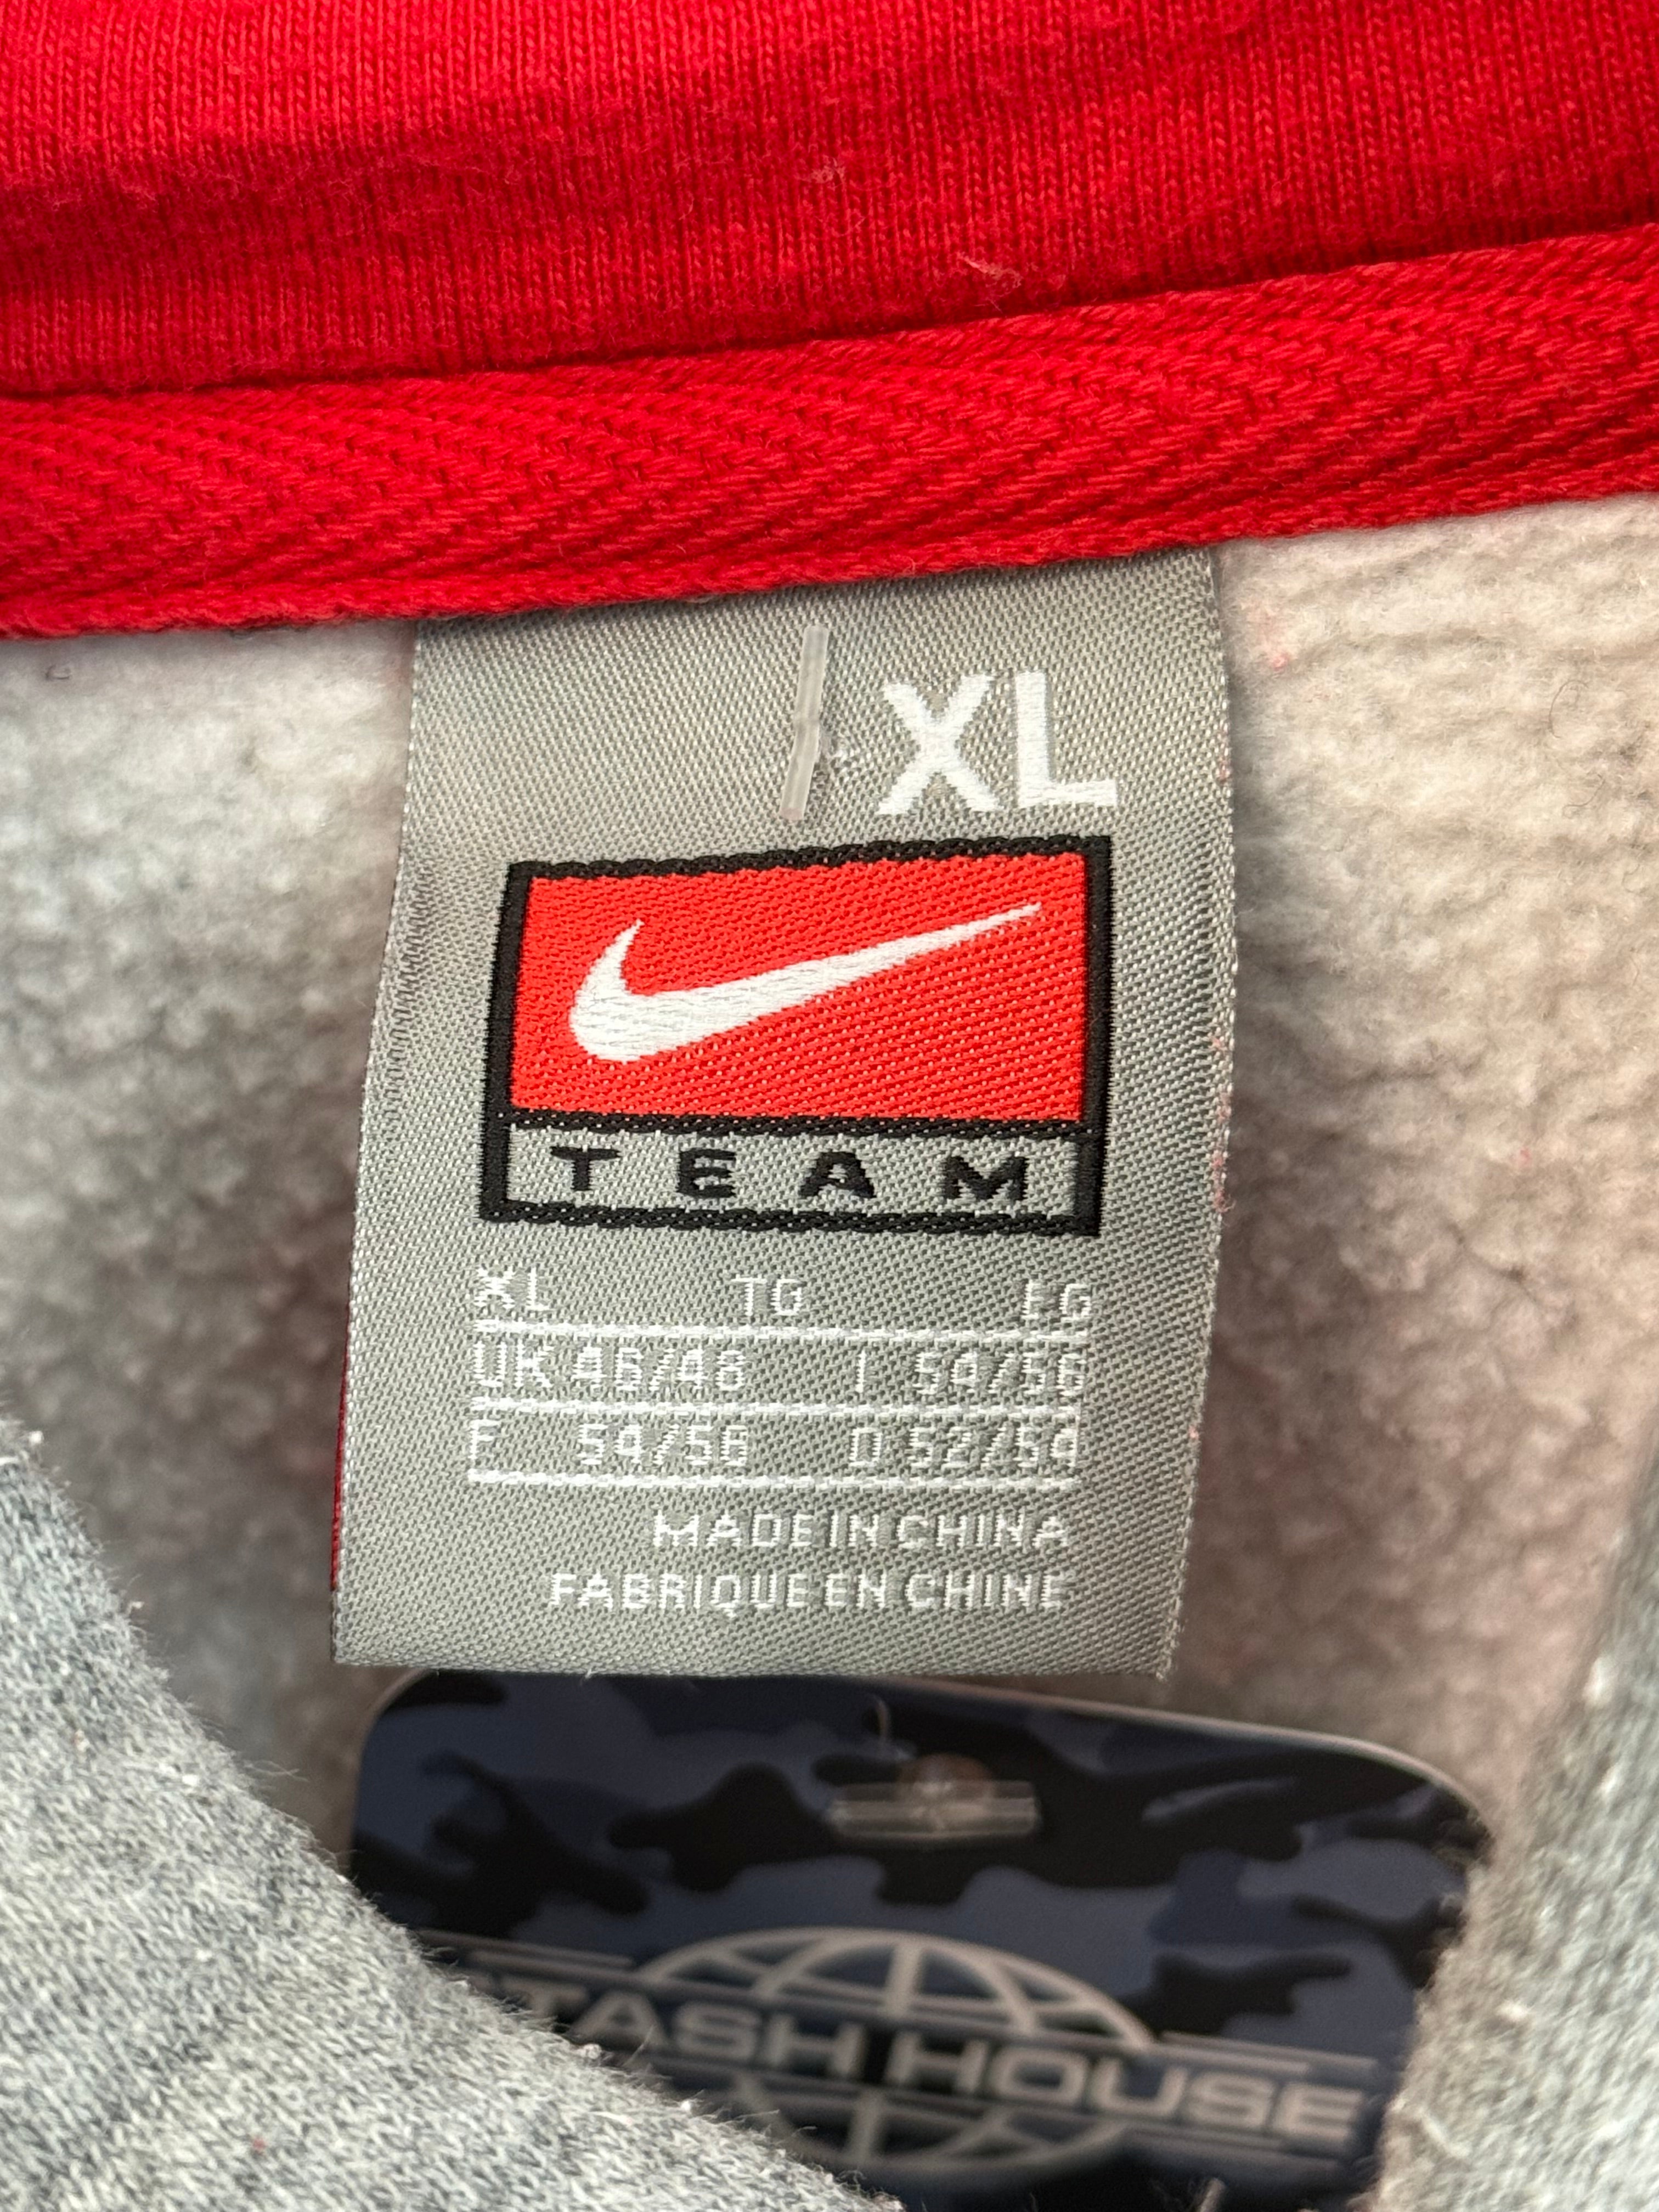 XL
TEAM
XL TG EG
UK 46/48 I 54/56
F 54/56 D 52/54
MADE IN CHINA
FABRIQUE EN CHINE
STASH HOUSE